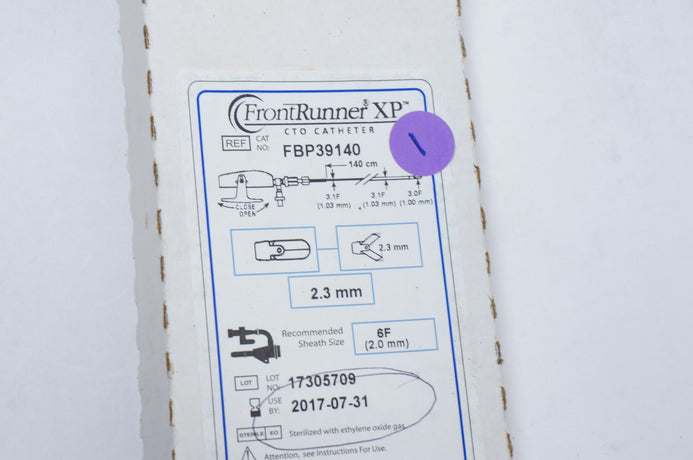 FrontRunner® XP™
CTO CATHETER
REF CAT NO: FBP39140
140 cm
CLOSE
OPEN
3.1F (1.03 mm)
3.1F (1.03 mm)
3.0F (1.00 mm)
2.3 mm
2.3 mm
Recommended Sheath Size
6F (2.0 mm)
LOT LOT NO: 17305709
USE BY: 2017-07-31
STERILE EO Sterilized with ethylene oxide gas.
Attention, see Instructions For Use.